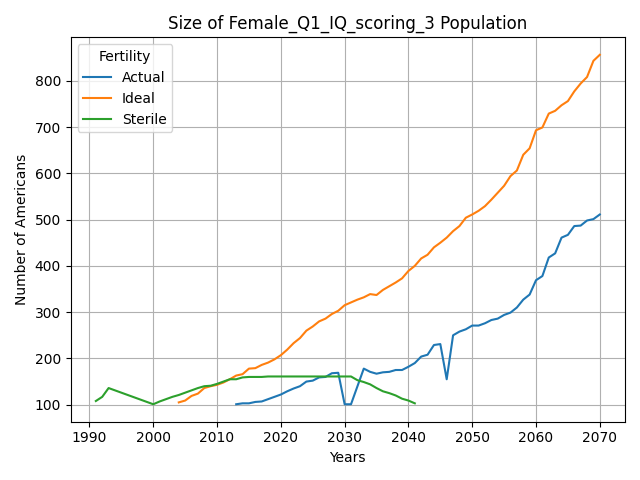 Size of Female_Q1_IQ_scoring_3 Population
Fertility
Actual
Ideal
Sterile
Number of Americans
800
700
600
500
400
300
200
100
1990 2000 2010 2020 2030 2040 2050 2060 2070
Years